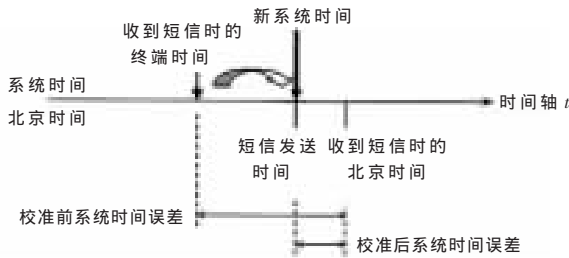 新系统时间
收到短信时的
终端时间
系统时间
北京时间
时间轴 t
短信发送
时间
收到短信时的
北京时间
校准前系统时间误差
校准后系统时间误差